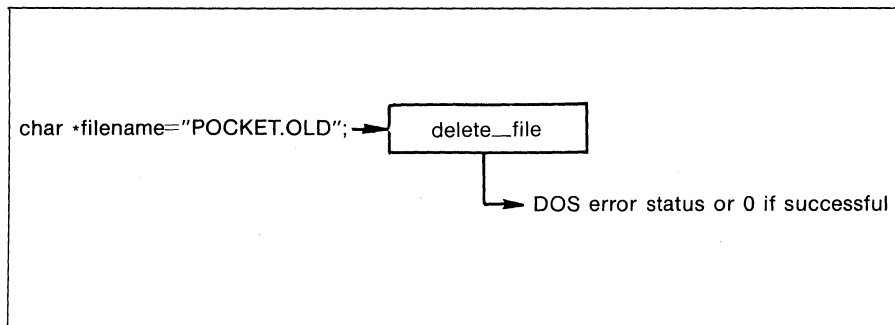 char *filename="POCKET.OLD";
delete_file
DOS error status or 0 if successful